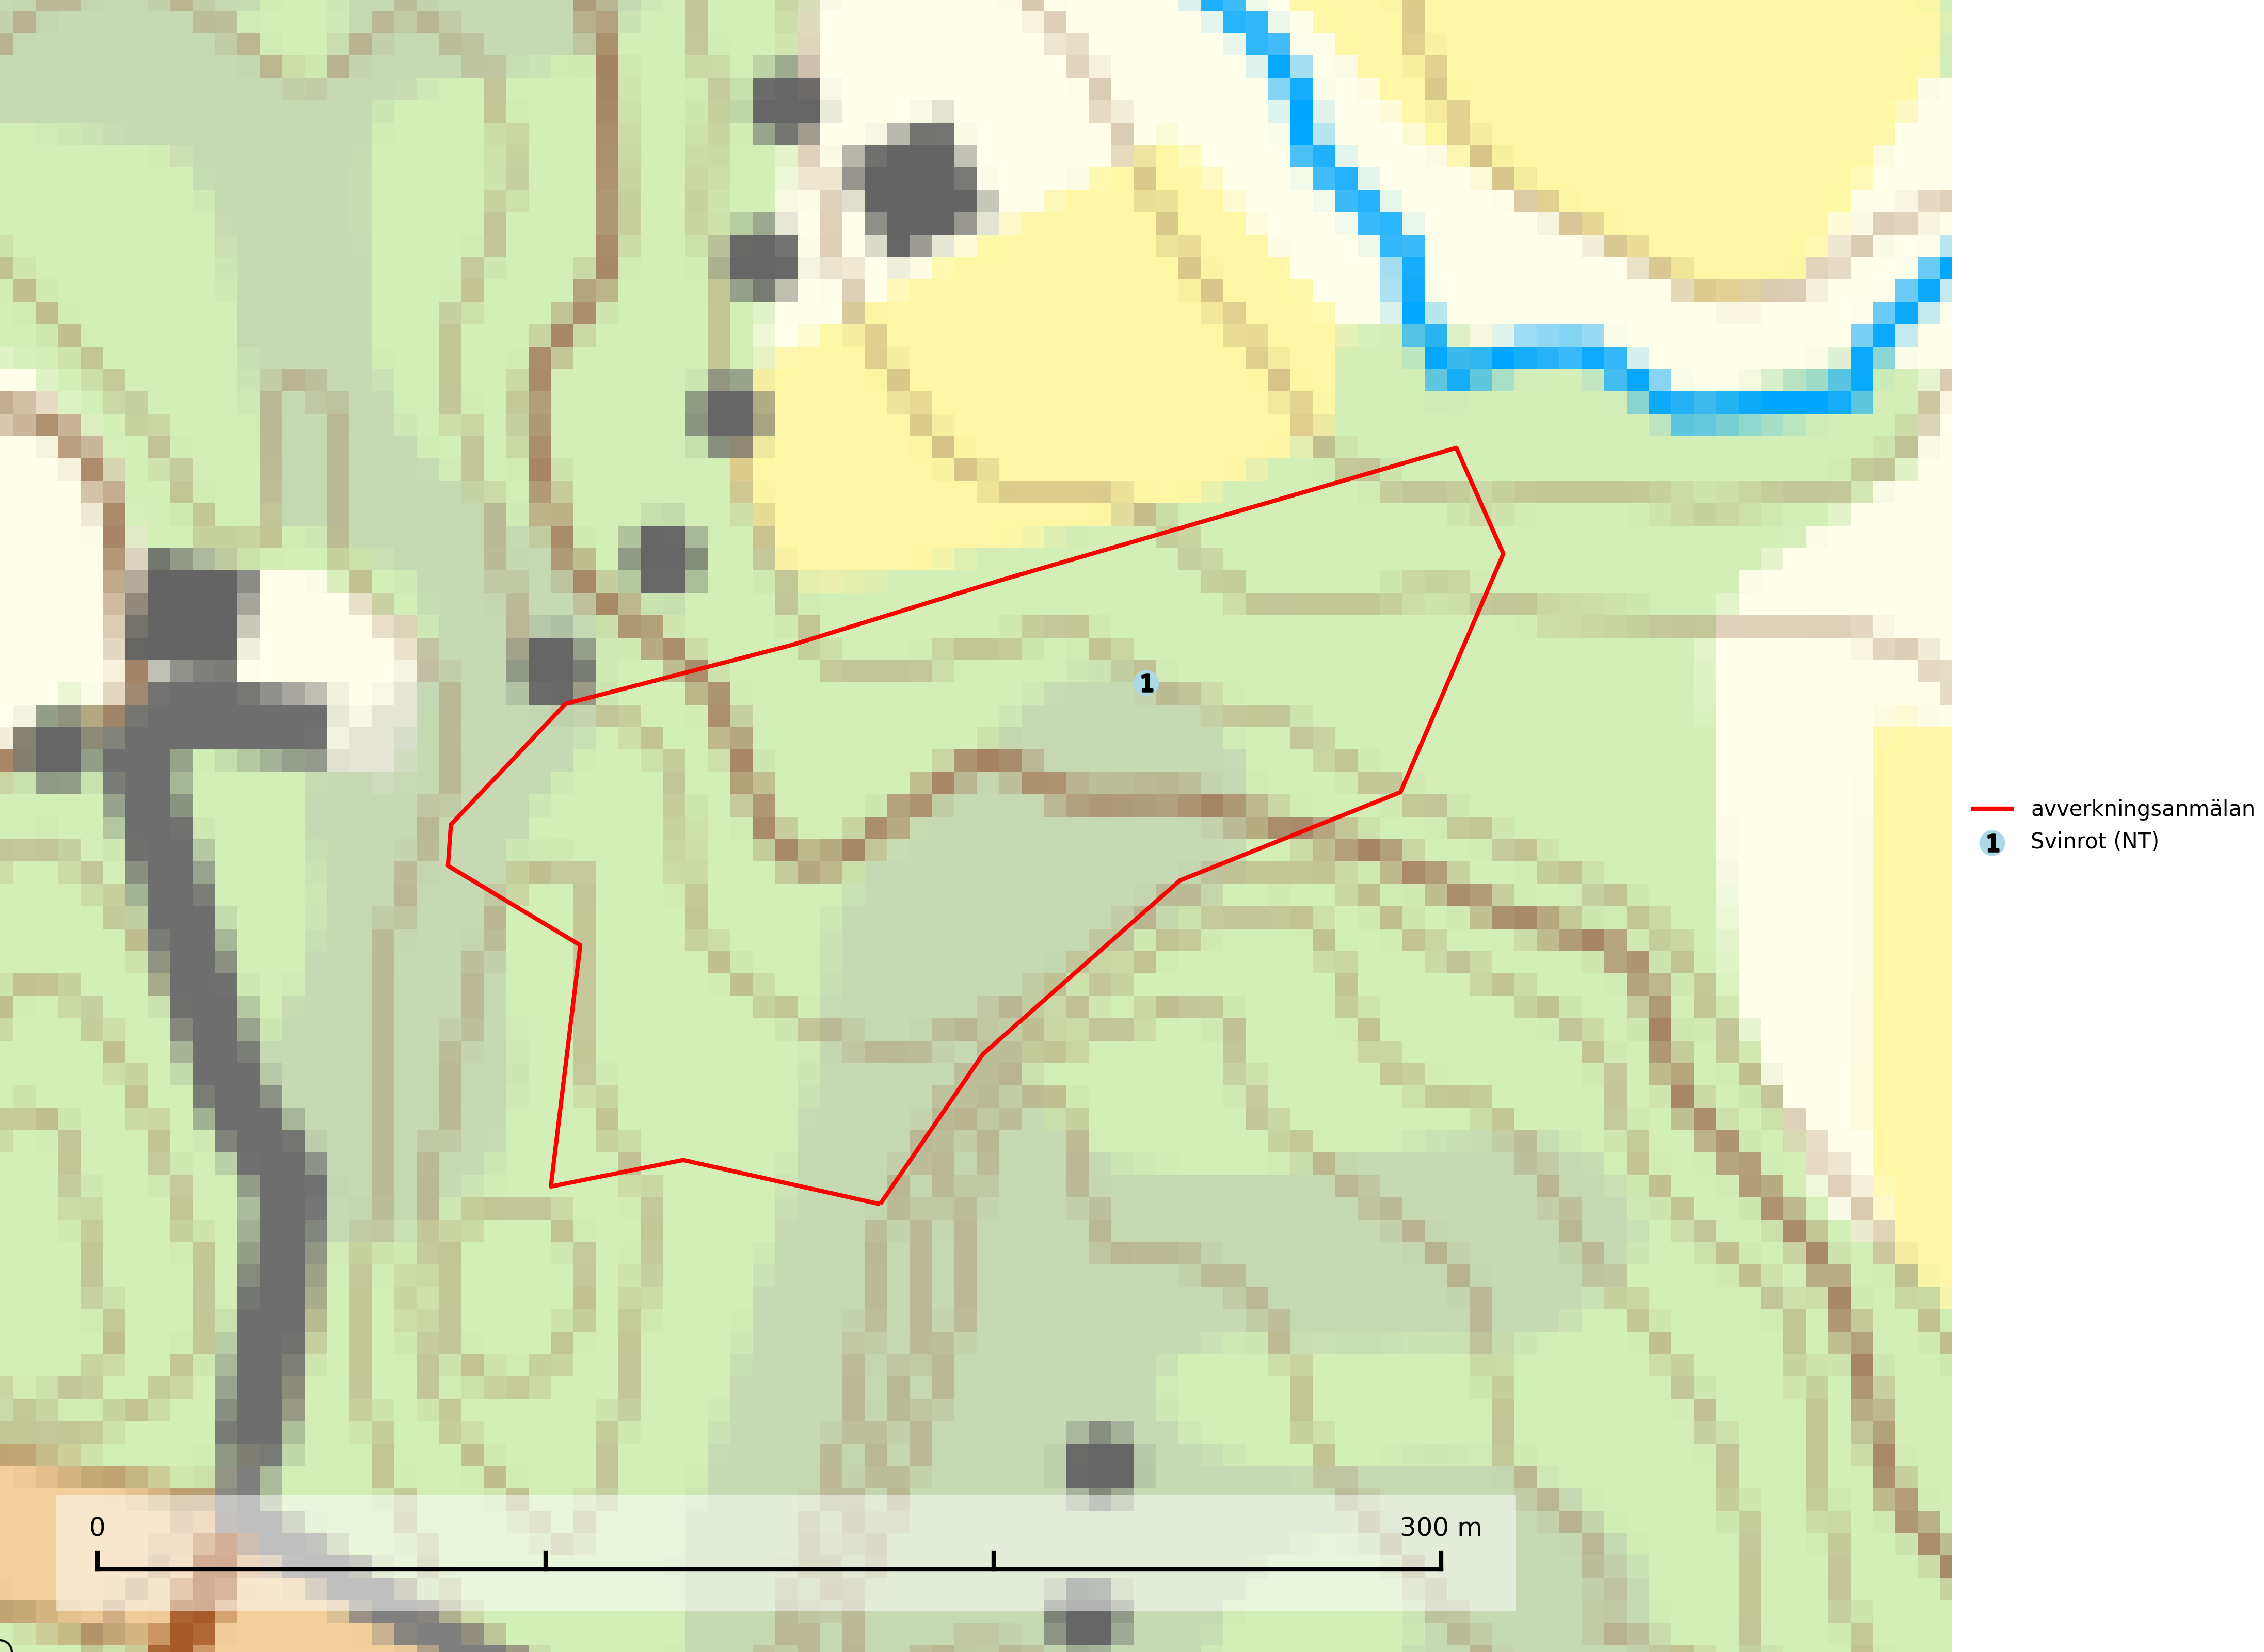 1
avverkningsanmälan
1 Svinrot (NT)
0 300 m